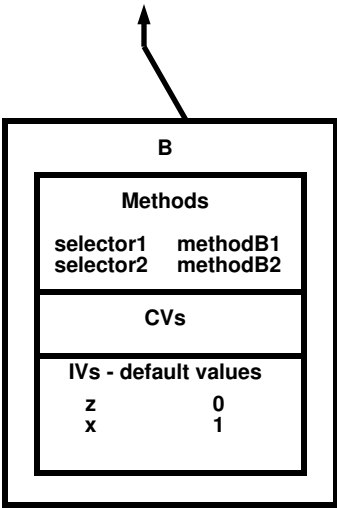 B
Methods
selector1 methodB1
selector2 methodB2
CVs
IVs - default values
z 0
x 1